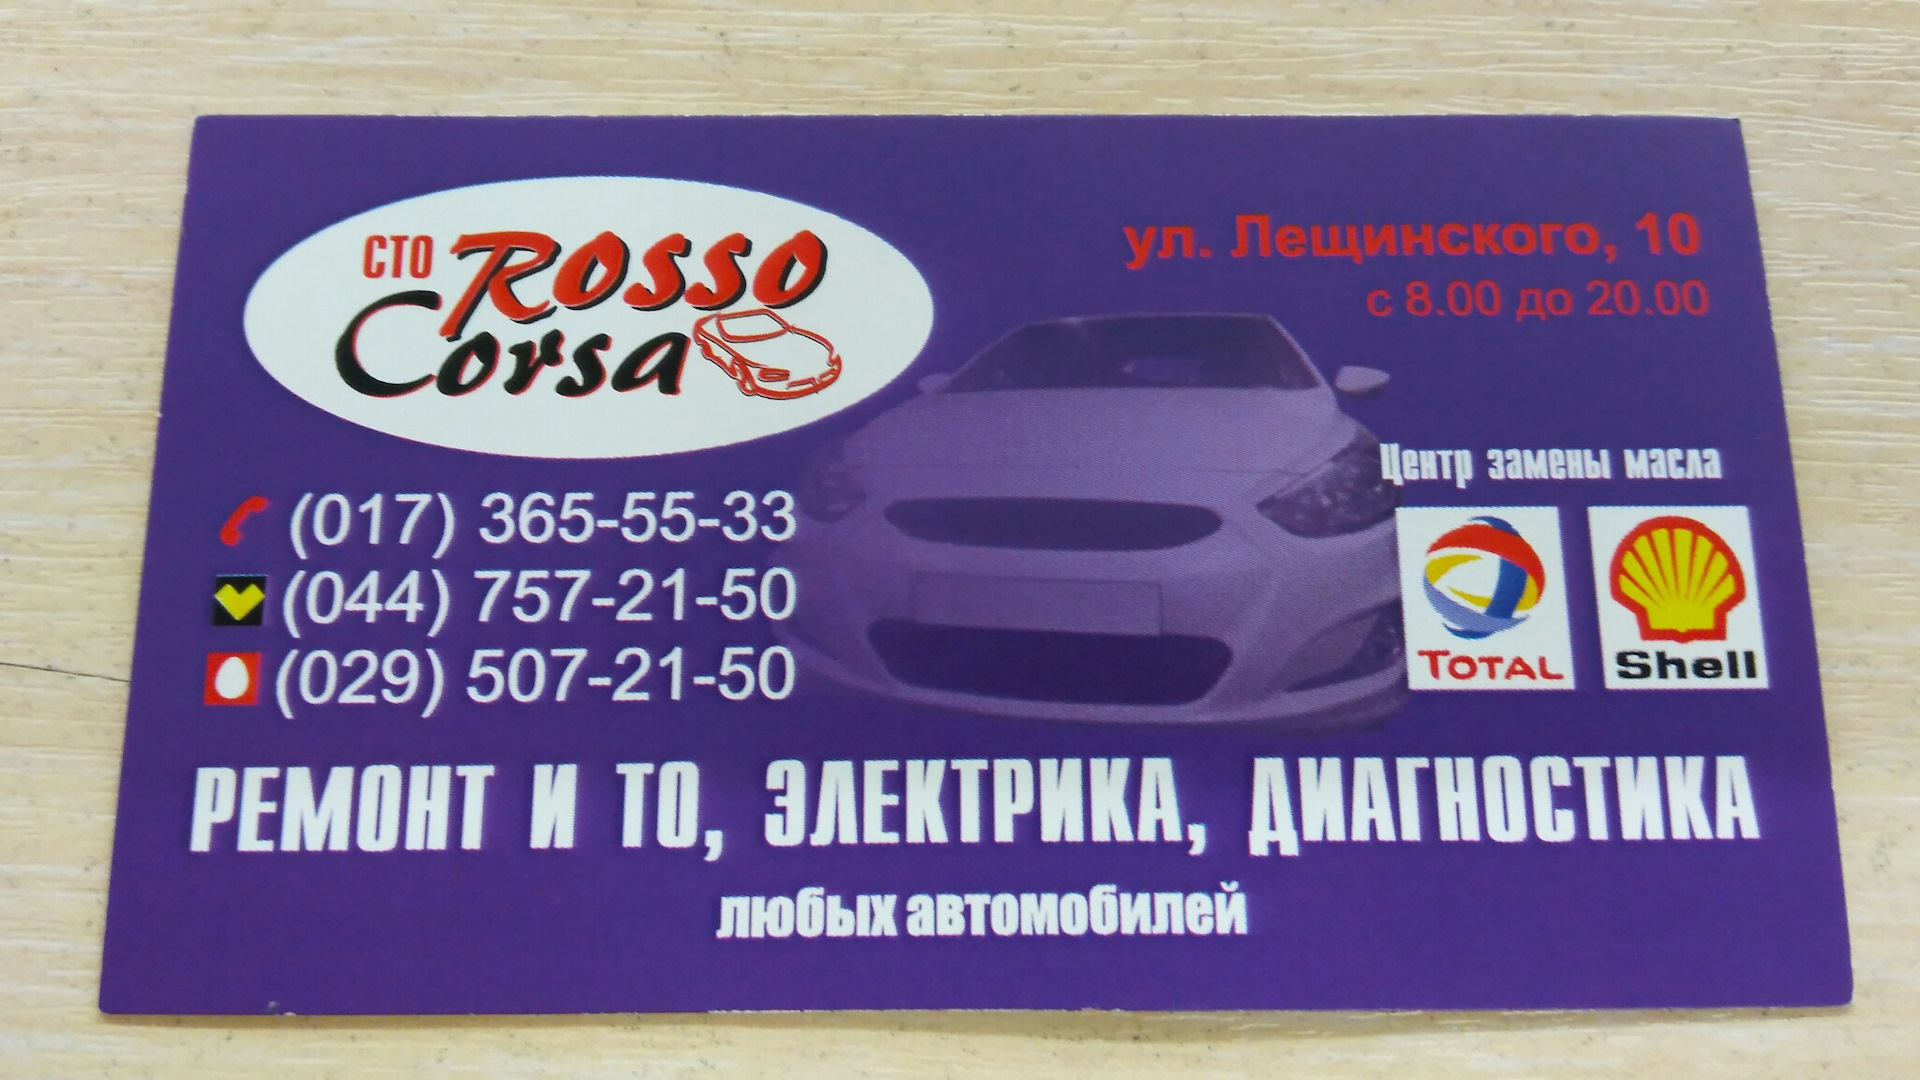 СТО Rosso
Corsa
ул. Лещинского, 10
с 8.00 до 20.00
(017) 365-55-33
(044) 757-21-50
(029) 507-21-50
Центр замены масла
TOTAL
Shell
РЕМОНТ И ТО, ЭЛЕКТРИКА, ДИАГНОСТИКА
любых автомобилей